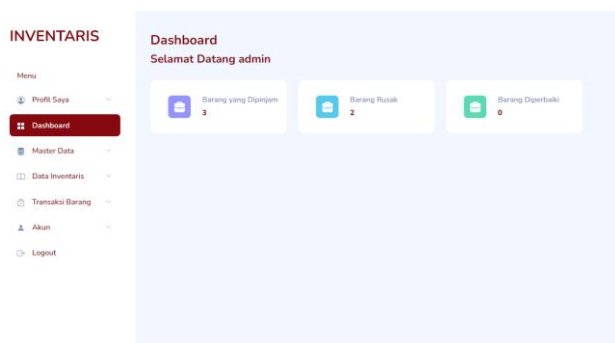 INVENTARIS
Menu
Profil Saya
Dashboard
Master Data
Data Inventaris
Transaksi Barang
Akun
Logout
Dashboard
Selamat Datang admin
Barang yang Dipinjam
3
Barang Rusak
2
Barang Diperbaiki
0